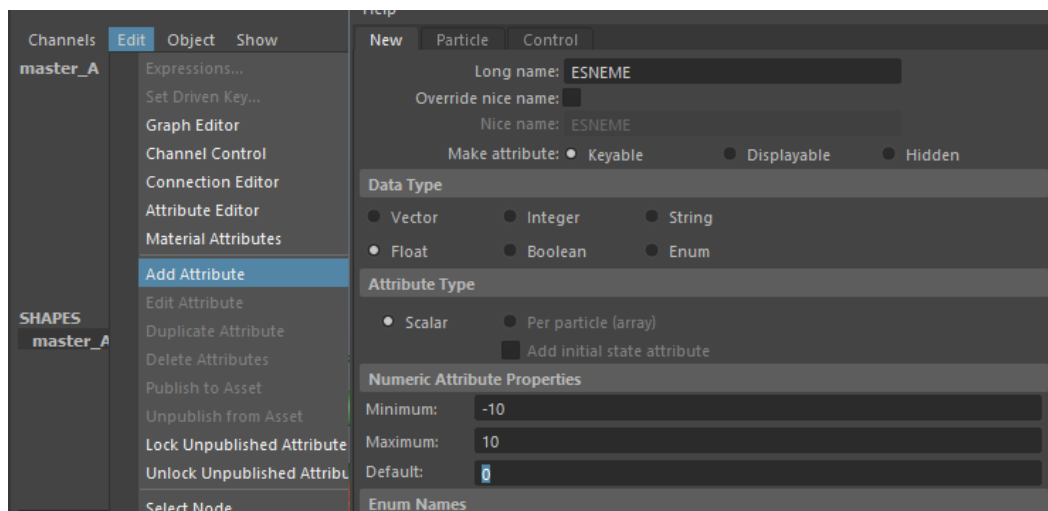 Help
Channels Edit Object Show
master_A
Expressions...
Set Driven Key...
Graph Editor
Channel Control
Connection Editor
Attribute Editor
Material Attributes
Add Attribute
Edit Attribute
Duplicate Attribute
Delete Attributes
Publish to Asset
Unpublish from Asset
Lock Unpublished Attribute
Unlock Unpublished Attribu
Select Node
SHAPES
master_A
New Particle Control
Long name: ESNEME
Override nice name:
Nice name: ESNEME
Make attribute: Keyable Displayable Hidden
Data Type
Vector Integer String
Float Boolean Enum
Attribute Type
Scalar Per particle (array)
Add initial state attribute
Numeric Attribute Properties
Minimum: -10
Maximum: 10
Default: 0
Enum Names